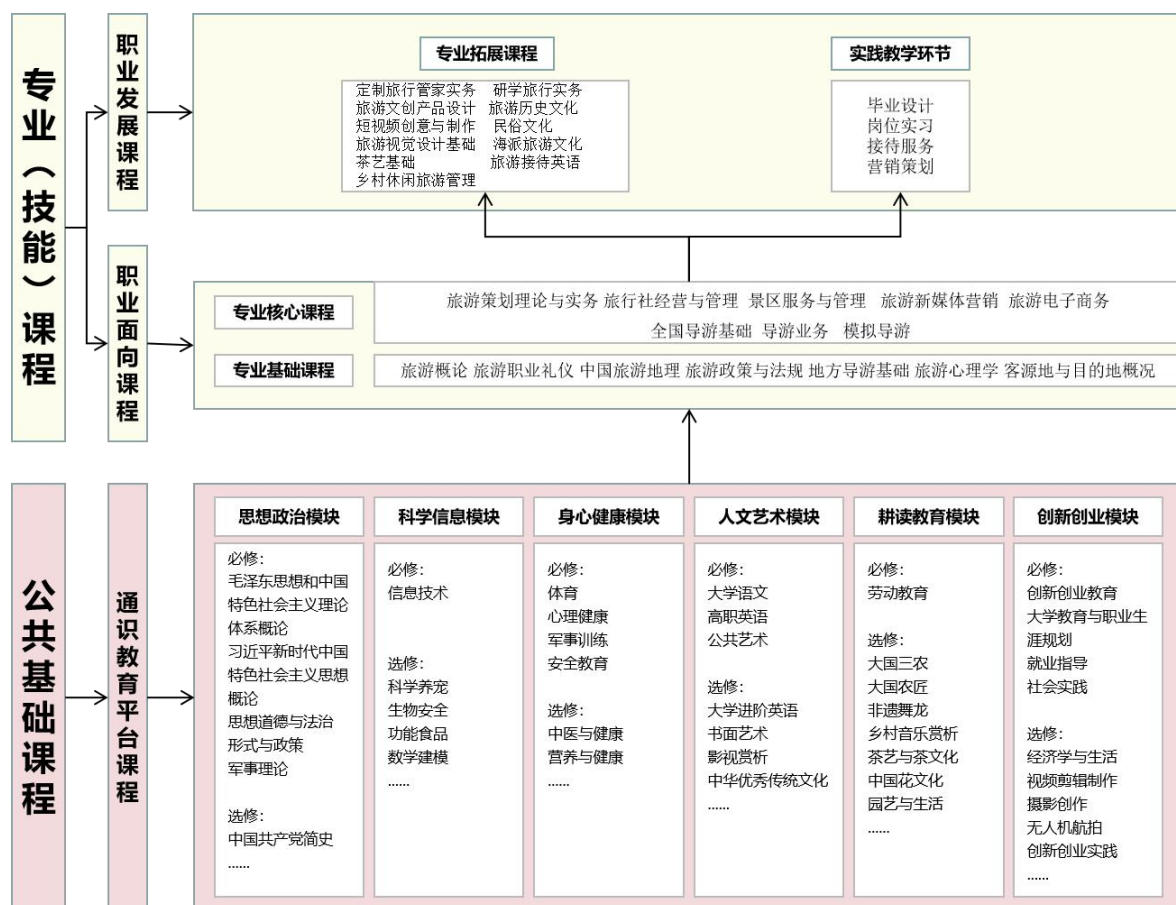 专业（技能）课程
职业发展课程
专业拓展课程
定制旅行管家实务 研学旅行实务
旅游文创产品设计 旅游历史文化
短视频创意与制作 民俗文化
旅游视觉设计基础 海派旅游文化
茶艺基础 旅游接待英语
乡村休闲旅游管理
实践教学环节
毕业设计
岗位实习
接待服务
营销策划
职业面向课程
专业核心课程
旅游策划理论与实务 旅行社经营与管理 景区服务与管理 旅游新媒体营销 旅游电子商务
全国导游基础 导游业务 模拟导游
专业基础课程
旅游概论 旅游职业礼仪 中国旅游地理 旅游政策与法规 地方导游基础 旅游心理学 客源地与目的地概况
公共基础课程
通识教育平台课程
思想政治模块
必修：
毛泽东思想和中国
特色社会主义理论
体系概论
习近平新时代中国
特色社会主义思想
概论
思想道德与法治
形式与政策
军事理论
选修：
中国共产党简史
......
科学信息模块
必修：
信息技术
选修：
科学养宠
生物安全
功能食品
数学建模
......
身心健康模块
必修：
体育
心理健康
军事训练
安全教育
选修：
中医与健康
营养与健康
......
人文艺术模块
必修：
大学语文
高职英语
公共艺术
选修：
大学进阶英语
书面艺术
影视赏析
中华优秀传统文化
......
耕读教育模块
必修：
劳动教育
选修：
大国三农
大国农匠
非遗舞龙
乡村音乐赏析
茶艺与茶文化
中国花文化
园艺与生活
......
创新创业模块
必修：
创新创业教育
大学教育与职业生
涯规划
就业指导
社会实践
选修：
经济学与生活
视频剪辑制作
摄影创作
无人机航拍
创新创业实践
......